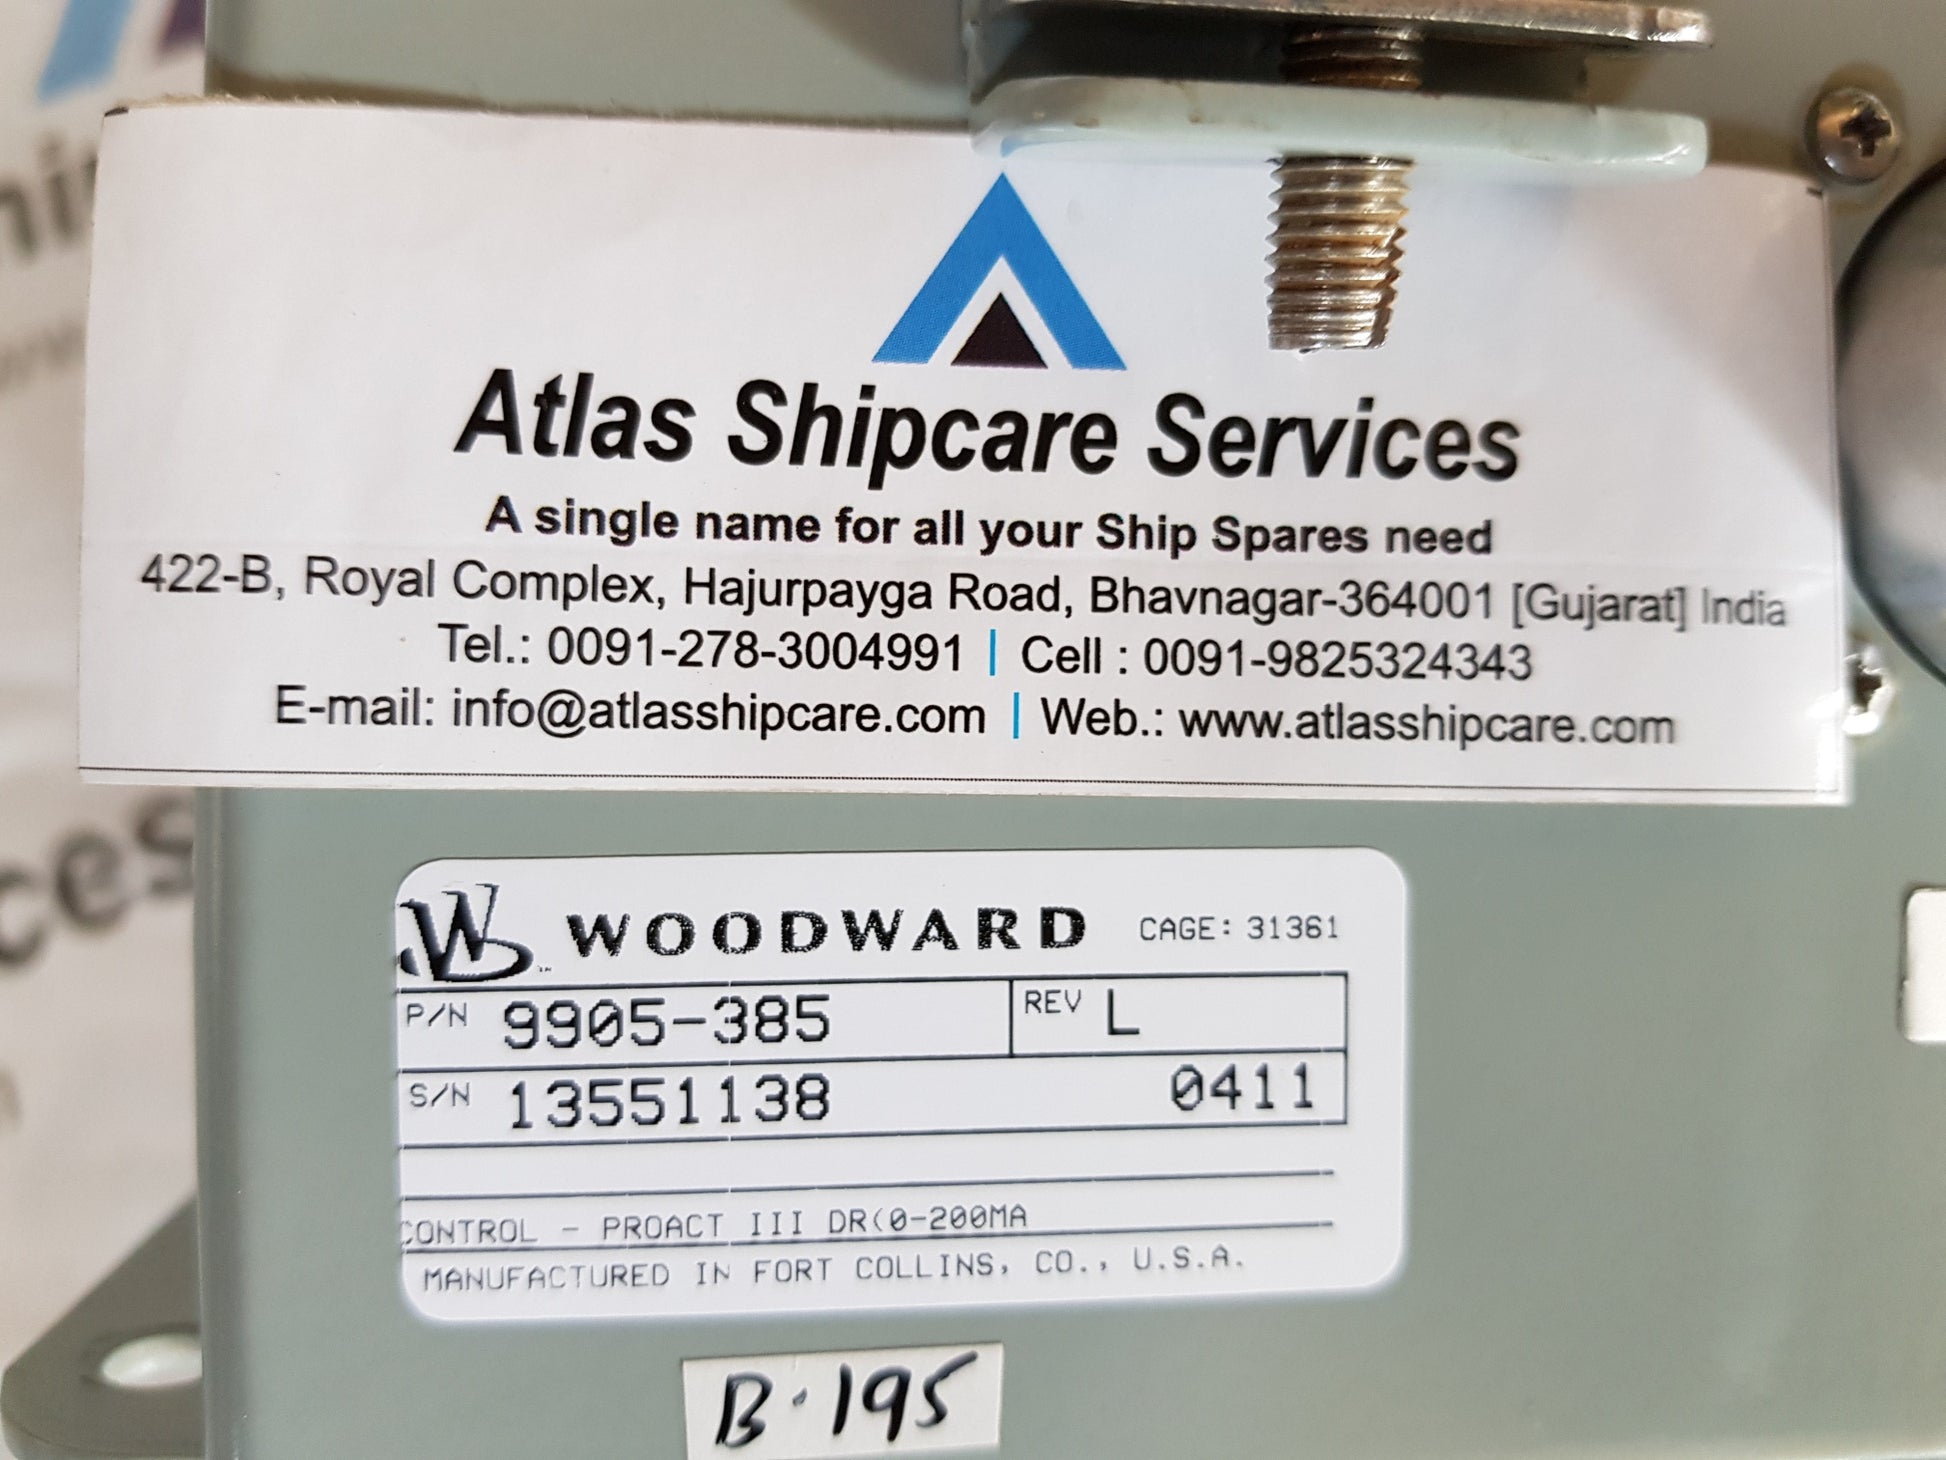 Atlas Shipcare Services
A single name for all your Ship Spares need
422-B, Royal Complex, Hajurpayga Road, Bhavnagar-364001 [Gujarat] India
Tel.: 0091-278-3004991 | Cell : 0091-9825324343
E-mail: info@atlasshipcare.com | Web.: www.atlasshipcare.com
WOODWARD CAGE: 31361
P/N 9905-385 REV L
S/N 13551138 0411
CONTROL - PROACT III DR(0-200MA
MANUFACTURED IN FORT COLLINS, CO., U.S.A.
B.195